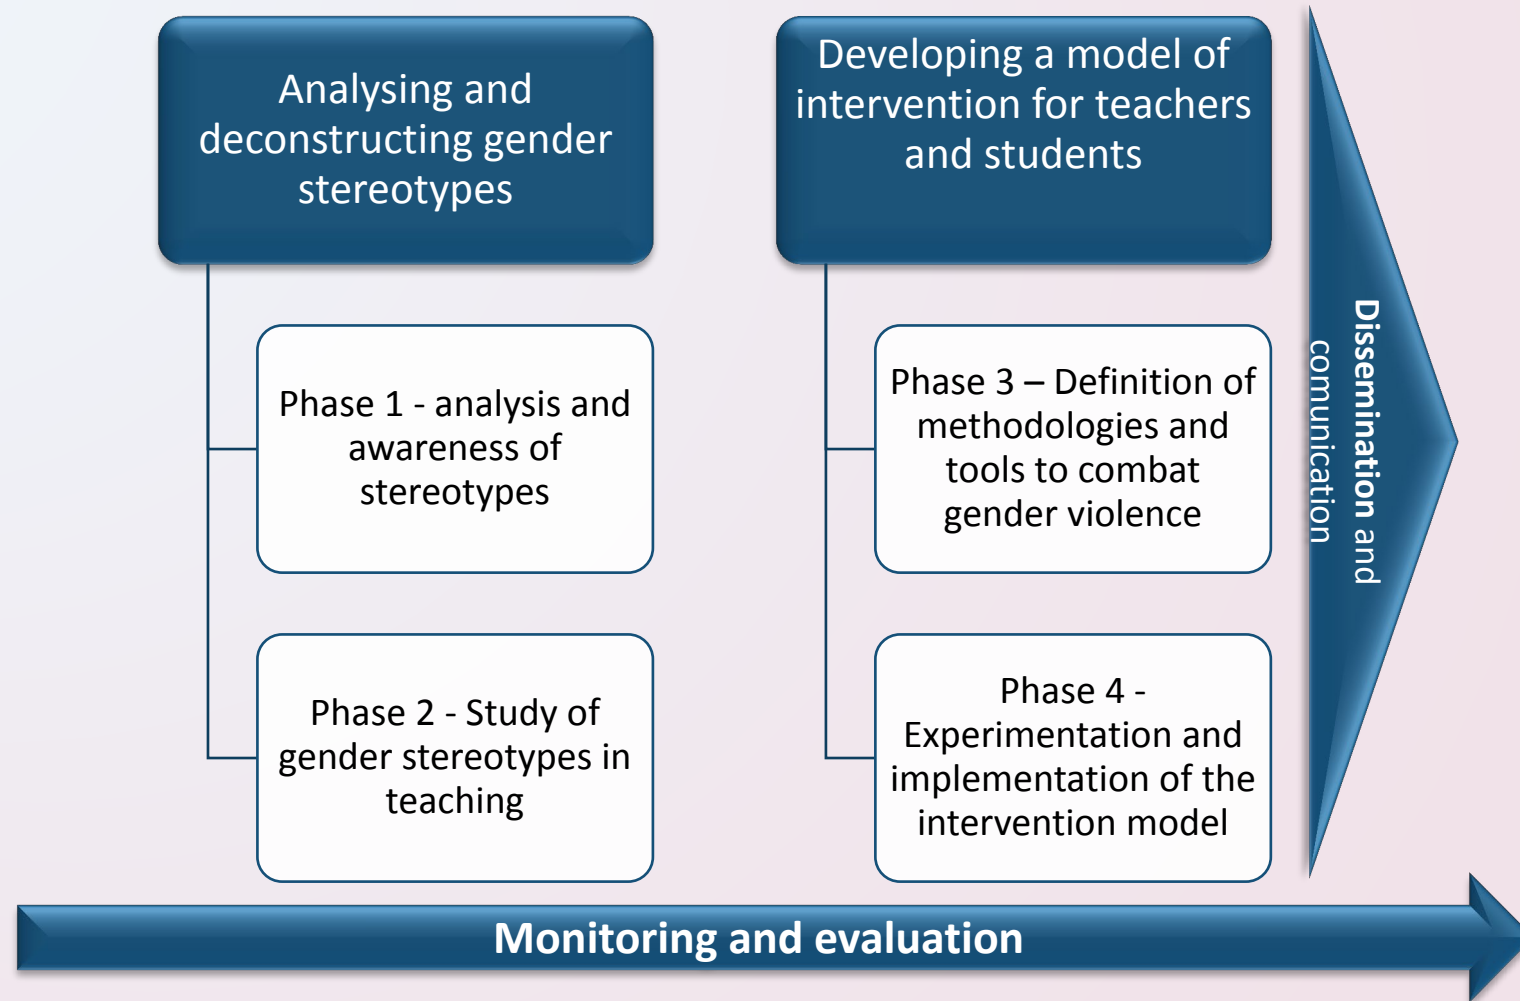 Analysing and
deconstructing gender
stereotypes
Phase 1 - analysis and
awareness of
stereotypes
Phase 2 - Study of
gender stereotypes in
teaching
Developing a model of
intervention for teachers
and students
Phase 3 – Definition of
methodologies and
tools to combat
gender violence
Phase 4 -
Experimentation and
implementation of the
intervention model
Dissemination and
comunication
Monitoring and evaluation